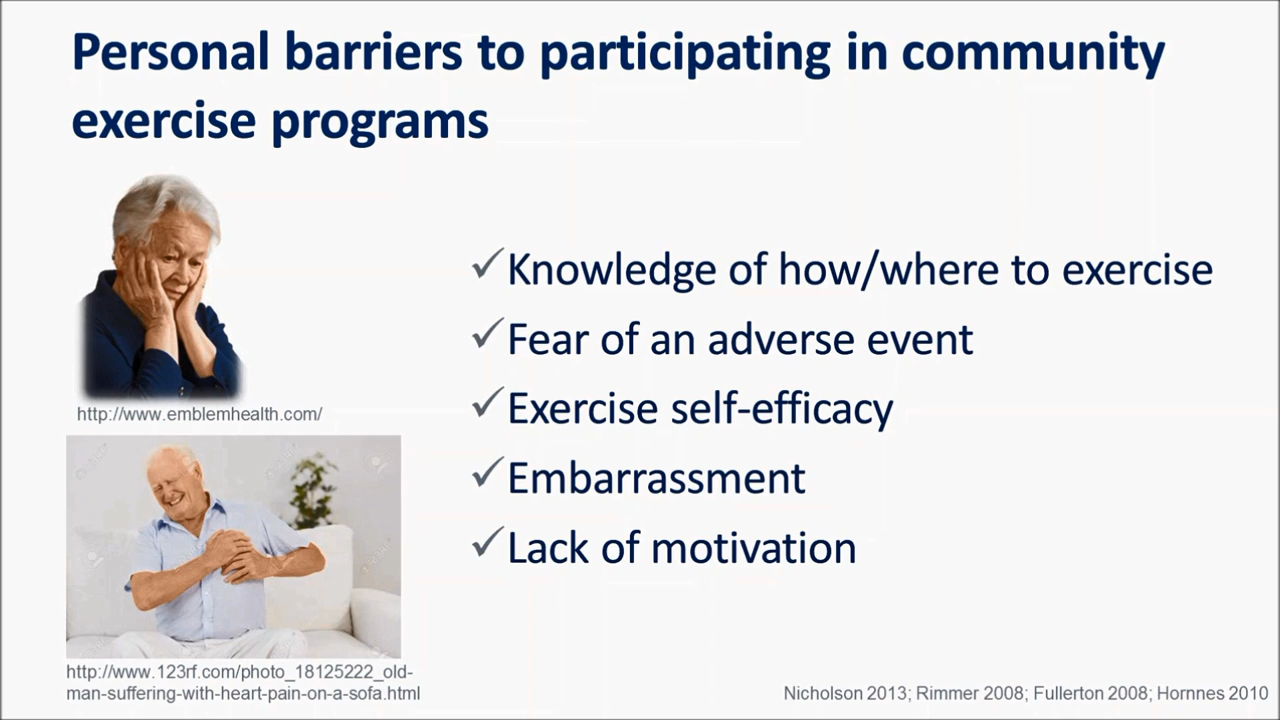 Personal barriers to participating in community
exercise programs
✓Knowledge of how/where to exercise
✓Fear of an adverse event
✓Exercise self-efficacy
✓Embarrassment
✓Lack of motivation
http://www.emblemhealth.com/
http://www.123rf.com/photo_18125222_old-
man-suffering-with-heart-pain-on-a-sofa.html
Nicholson 2013; Rimmer 2008; Fullerton 2008; Hornnes 2010